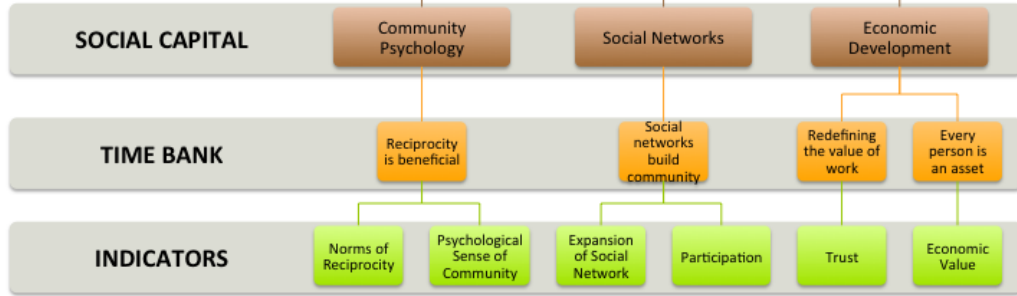 SOCIAL CAPITAL
Community
Psychology
Social Networks
Economic
Development
TIME BANK
Reciprocity
is beneficial
Social
networks
build
community
Redefining
the value of
work
Every
person is
an asset
INDICATORS
Norms of
Reciprocity
Psychological
Sense of
Community
Expansion
of Social
Network
Participation
Trust
Economic
Value